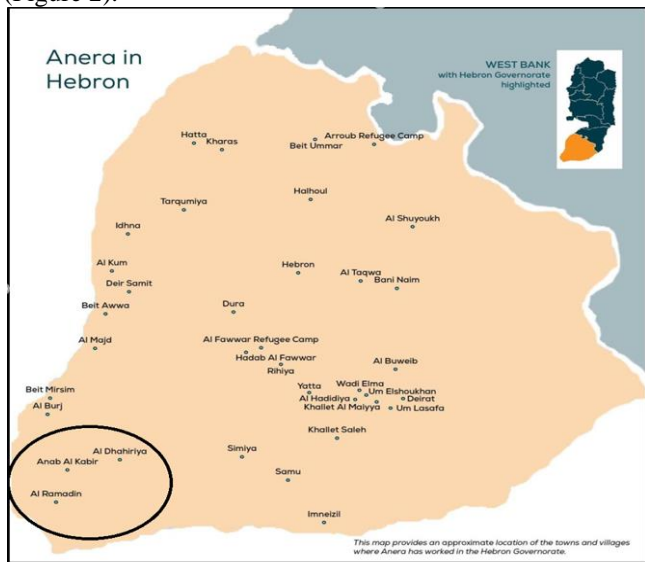 (Figure 2).
Anera in
Hebron
WEST BANK
with Hebron Governorate
highlighted
Arroub Refugee Camp
Hatta
Kharas
Beit Ummar
Halhoul
Tarqumiya
Al Shuyoukh
Idhna
Al Kum
Hebron
Al Taqwa
Bani Naim
Deir Samit
Beit Awwa
Dura
Al Majd
Al Fawwar Refugee Camp
Hadab Al Fawwar
Rihiya
Al Buweib
Beit Mirsim
Al Burj
Yatta
Wadi Elma
Um Elshoukhan
Al Hadidiya
Deirat
Khallet Al Maiyya
Um Lasafa
Khallet Saleh
Al Dhahiriya
Simiya
Anab Al Kabir
Samu
Al Ramadin
Imneizil
This map provides an approximate location of the towns and villages
where Anera has worked in the Hebron Governorate.